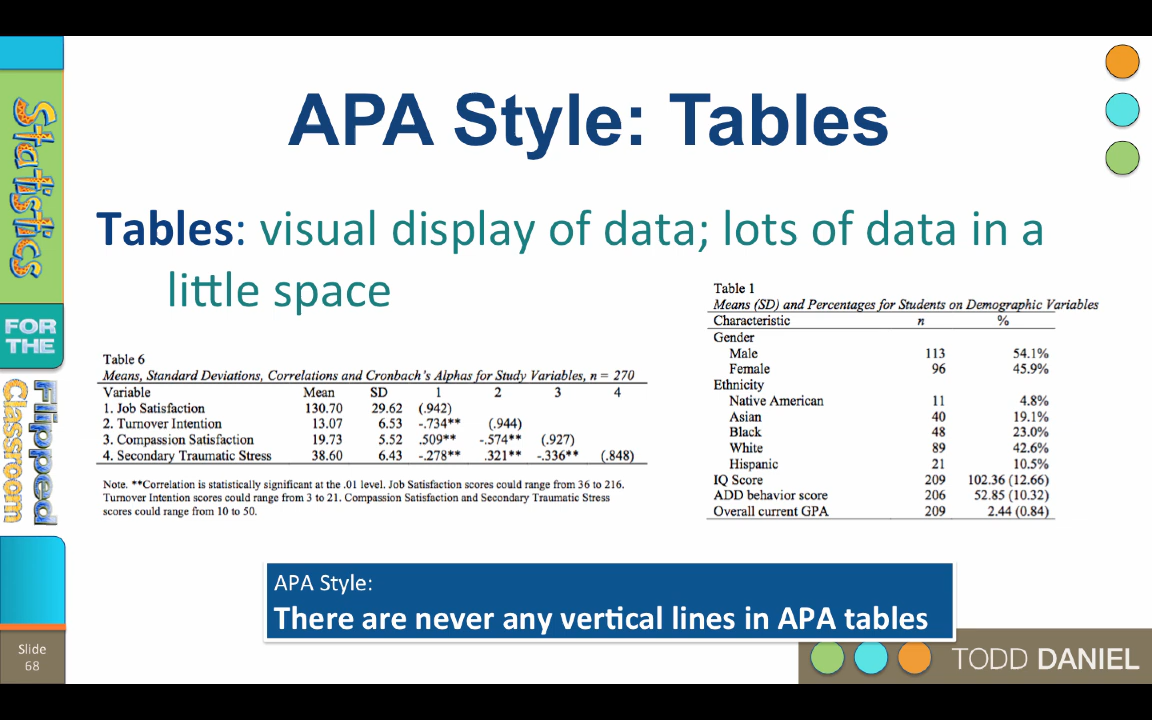 APA Style: Tables
Tables: visual display of data; lots of data in a
little space
Table 6
Means, Standard Deviations, Correlations and Cronbach's Alphas for Study Variables, n = 270
Variable Mean SD 1 2 3 4
1. Job Satisfaction 130.70 29.62 (.942)
2. Turnover Intention 13.07 6.53 -.734** (.944)
3. Compassion Satisfaction 19.73 5.52 .509** -.574** (.927)
4. Secondary Traumatic Stress 38.60 6.43 -.278** .321** -.336** (.848)
Note. **Correlation is statistically significant at the .01 level. Job Satisfaction scores could range from 36 to 216.
Turnover Intention scores could range from 3 to 21. Compassion Satisfaction and Secondary Traumatic Stress
scores could range from 10 to 50.
Table 1
Means (SD) and Percentages for Students on Demographic Variables
Characteristic n %
Gender
Male 113 54.1%
Female 96 45.9%
Ethnicity
Native American 11 4.8%
Asian 40 19.1%
Black 48 23.0%
White 89 42.6%
Hispanic 21 10.5%
IQ Score 209 102.36 (12.66)
ADD behavior score 206 52.85 (10.32)
Overall current GPA 209 2.44 (0.84)
APA Style:
There are never any vertical lines in APA tables
Statistics
FOR
THE
Flipped
Classroom
Slide
68
TODD DANIEL